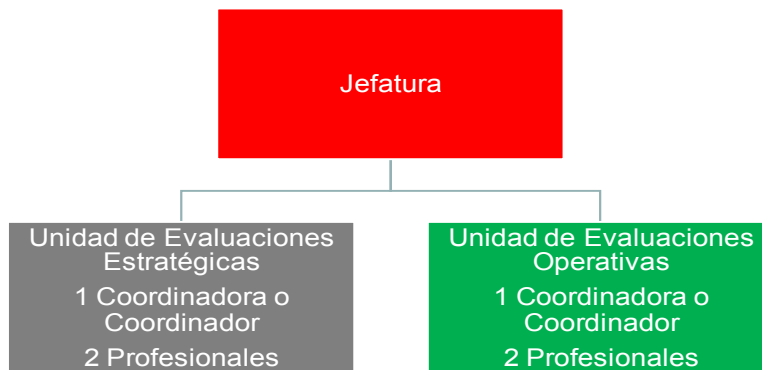 Jefatura
Unidad de Evaluaciones
Estratégicas
1 Coordinadora o
Coordinador
2 Profesionales
Unidad de Evaluaciones
Operativas
1 Coordinadora o
Coordinador
2 Profesionales